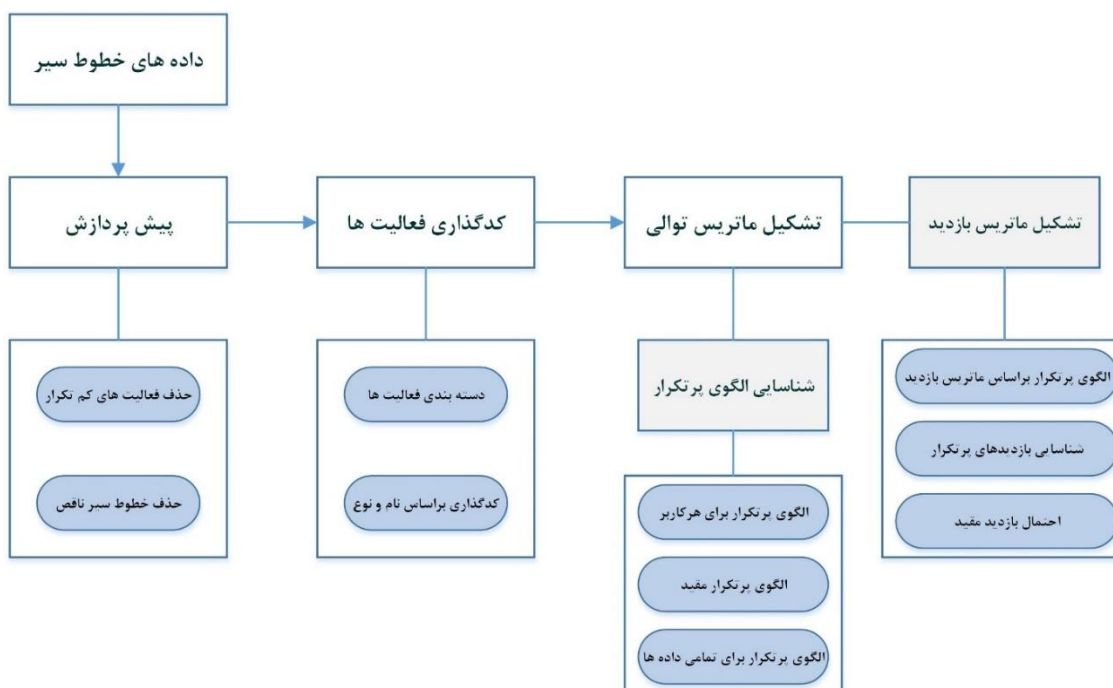 داده های خطوط سیر
پیش پردازش
کدگذاری فعالیت ها
تشکیل ماتریس توالی
تشکیل ماتریس بازدید
حذف فعالیت های کم تکرار
حذف خطوط سیر ناقص
دسته بندی فعالیت ها
کدگذاری براساس نام و نوع
شناسایی الگوی پرتکرار
الگوی پرتکرار برای هرکاربر
الگوی پرتکرار مقید
الگوی پرتکرار برای تمامی داده ها
الگوی پرتکرار براساس ماتریس بازدید
شناسایی بازدیدهای پرتکرار
احتمال بازدید مقید